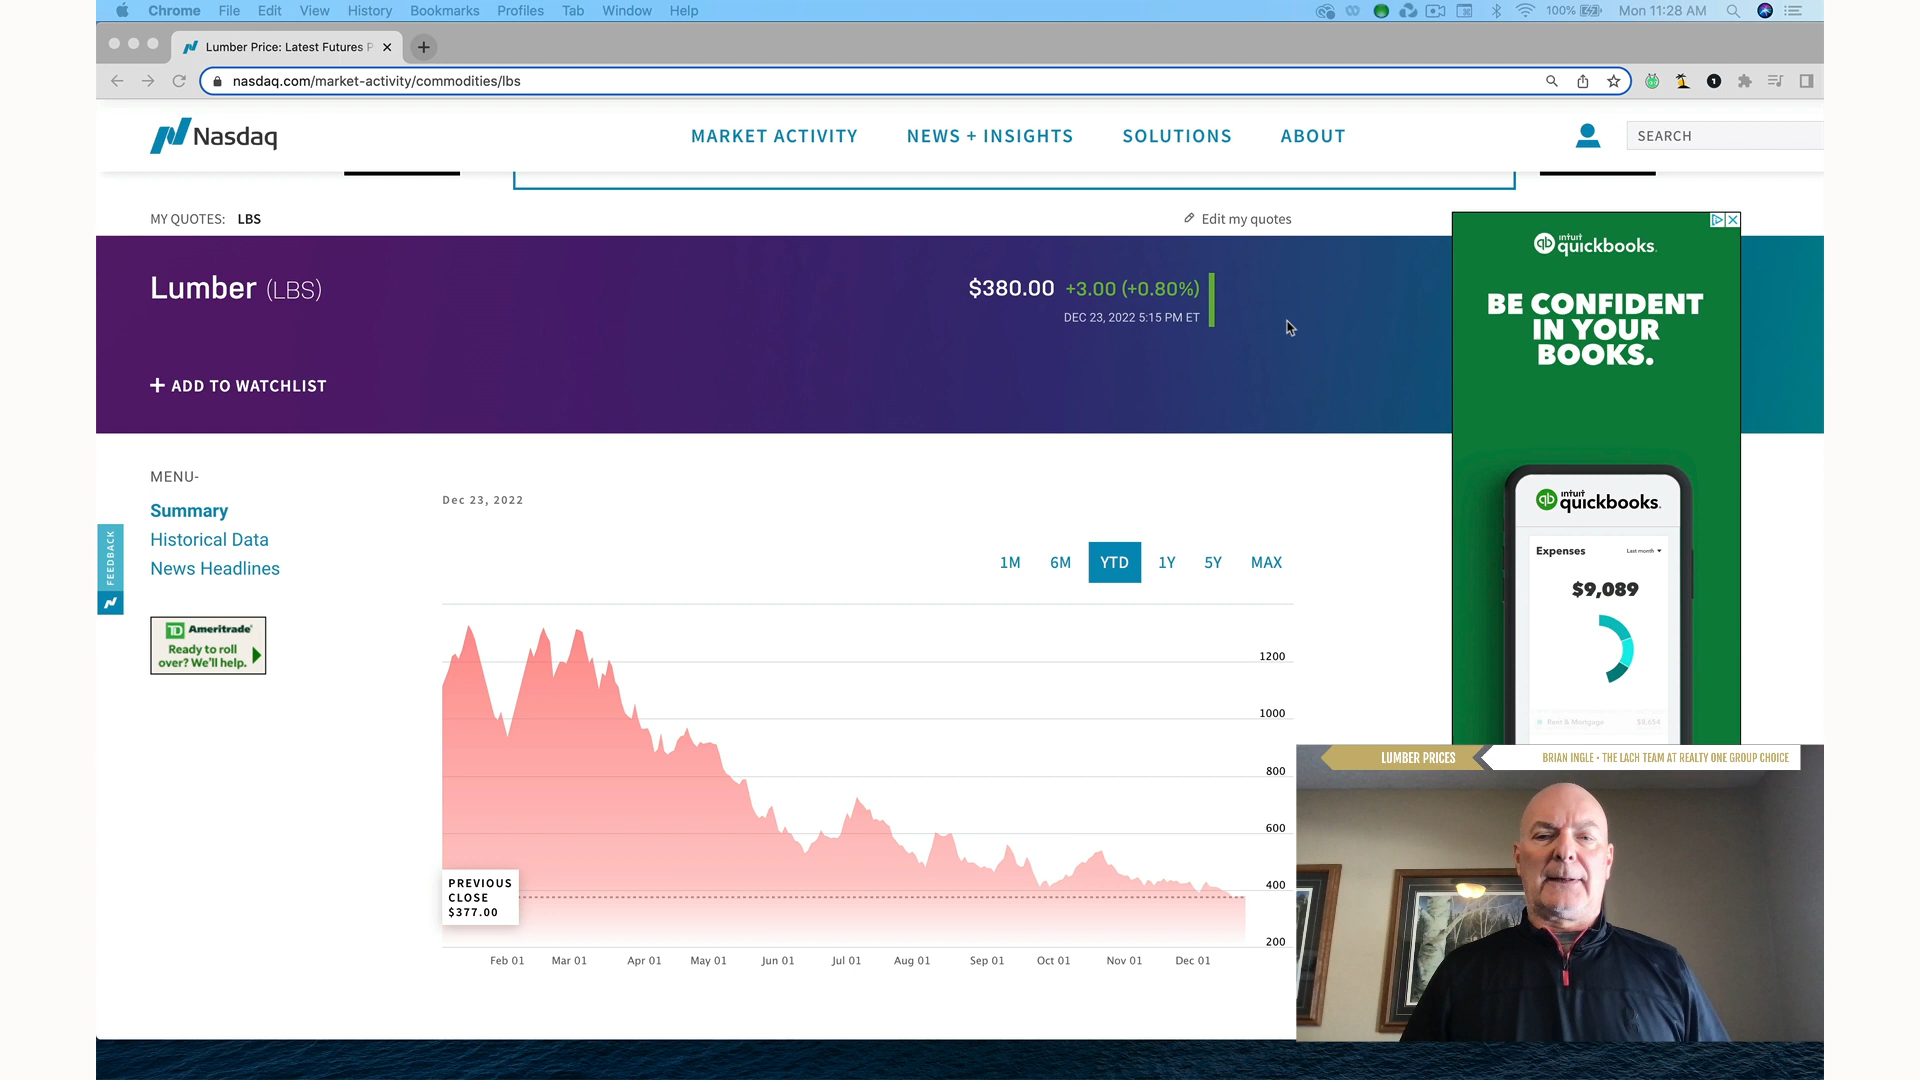 Chrome File Edit View History Bookmarks Profiles Tab Window Help 100% Mon 11:28 AM
Lumber Price: Latest Futures P
nasdaq.com/market-activity/commodities/lbs
Nasdaq MARKET ACTIVITY NEWS + INSIGHTS SOLUTIONS ABOUT SEARCH
MY QUOTES: LBS Edit my quotes
Lumber (LBS)
$380.00 +3.00 (+0.80%)
DEC 23, 2022 5:15 PM ET
+ ADD TO WATCHLIST
MENU-
Summary
Historical Data
News Headlines
FEEDBACK
TD Ameritrade
Ready to roll
over? We'll help.
Dec 23, 2022
1M 6M YTD 1Y 5Y MAX
1200
1000
800
600
400
200
PREVIOUS
CLOSE
$377.00
Feb 01 Mar 01 Apr 01 May 01 Jun 01 Jul 01 Aug 01 Sep 01 Oct 01 Nov 01 Dec 01
intuit
quickbooks.
BE CONFIDENT
IN YOUR
BOOKS.
intuit
quickbooks.
Expenses Last month
$9,089
Rent & Mortgage $8,654
LUMBER PRICES BRIAN INGLE • THE LACH TEAM AT REALTY ONE GROUP CHOICE